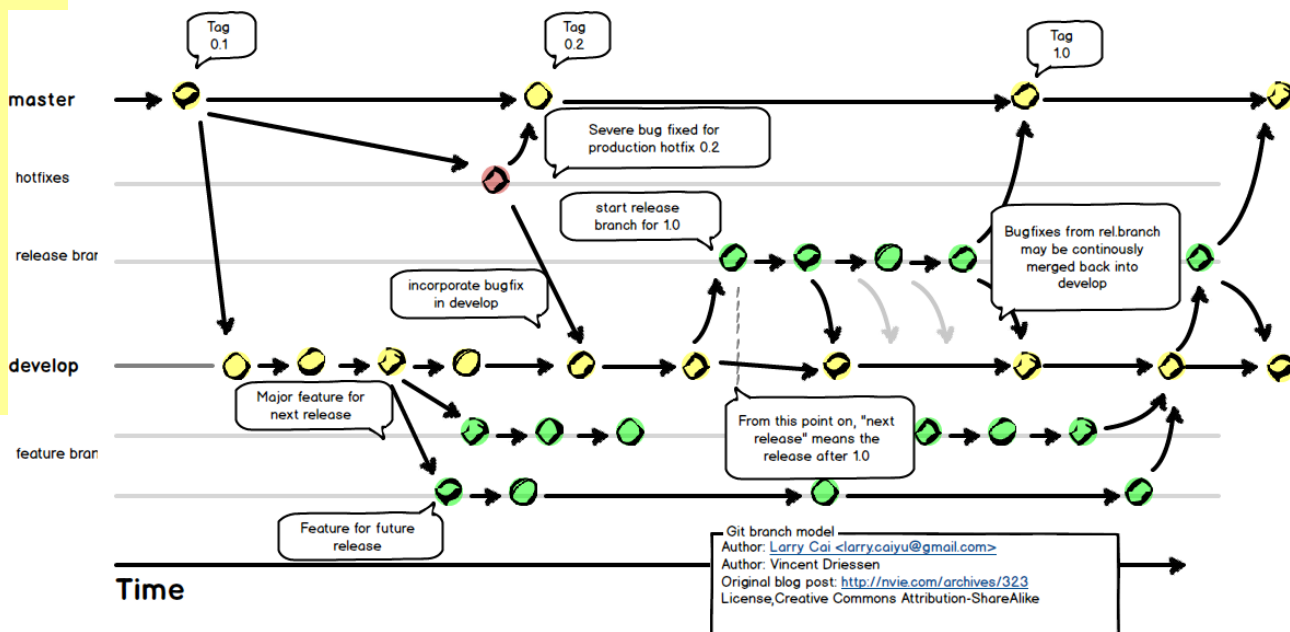 Tag
0.1
Tag
0.2
Tag
1.0
master
Severe bug fixed for
production hotfix 0.2
hotfixes
start release
branch for 1.0
Bugfixes from rel.branch
may be continously
merged back into
develop
release bran
incorporate bugfix
in develop
develop
Major feature for
next release
From this point on, "next
release" means the
release after 1.0
feature bran
Feature for future
release
Git branch model
Author: Larry Cai <larry.caiyu@gmail.com>
Author: Vincent Driessen
Original blog post: http://nvie.com/archives/323
License,Creative Commons Attribution-ShareAlike
Time